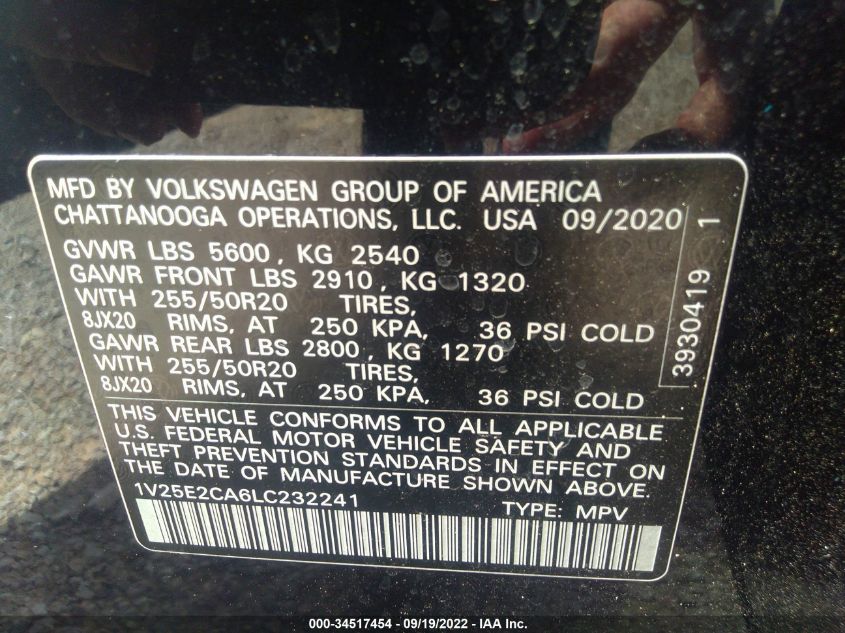 MFD BY VOLKSWAGEN GROUP OF AMERICA
CHATTANOOGA OPERATIONS, LLC. USA 09/2020
GVWR LBS 5600, KG 2540
GAWR FRONT LBS 2910, KG 1320
WITH 255/50R20 TIRES,
8JX20 RIMS, AT 250 KPA, 36 PSI COLD
GAWR REAR LBS 2800, KG 1270
WITH 255/50R20 TIRES,
8JX20 RIMS, AT 250 KPA, 36 PSI COLD
3930419 1
THIS VEHICLE CONFORMS TO ALL APPLICABLE
U.S. FEDERAL MOTOR VEHICLE SAFETY AND
THEFT PREVENTION STANDARDS IN EFFECT ON
THE DATE OF MANUFACTURE SHOWN ABOVE.
1V25E2CA6LC232241 TYPE: MPV
000-34517454 - 09/19/2022 - IAA Inc.